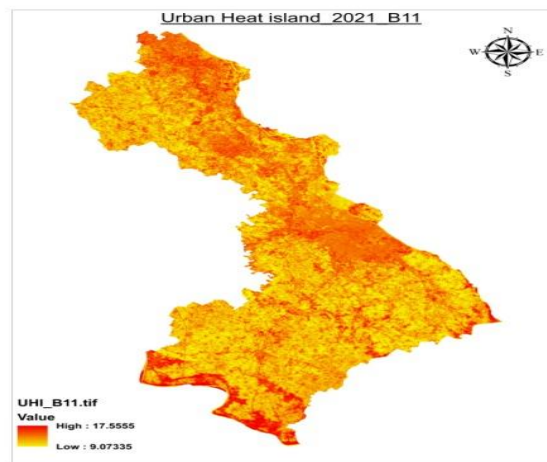 Urban Heat island_2021_B11
N
W E
S
UHI_B11.tif
Value
High : 17.5555
Low : 9.07335